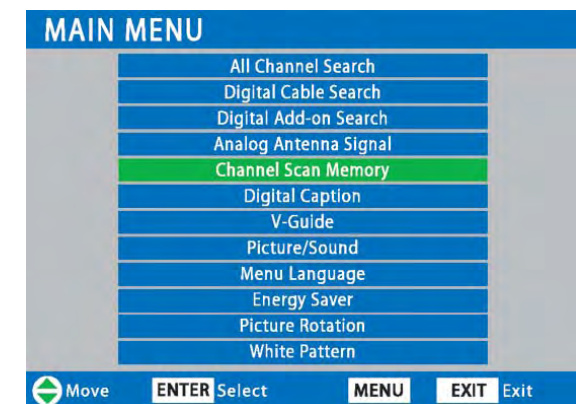 MAIN MENU
All Channel Search
Digital Cable Search
Digital Add-on Search
Analog Antenna Signal
Channel Scan Memory
Digital Caption
V-Guide
Picture/Sound
Menu Language
Energy Saver
Picture Rotation
White Pattern
Move ENTER Select MENU EXIT Exit